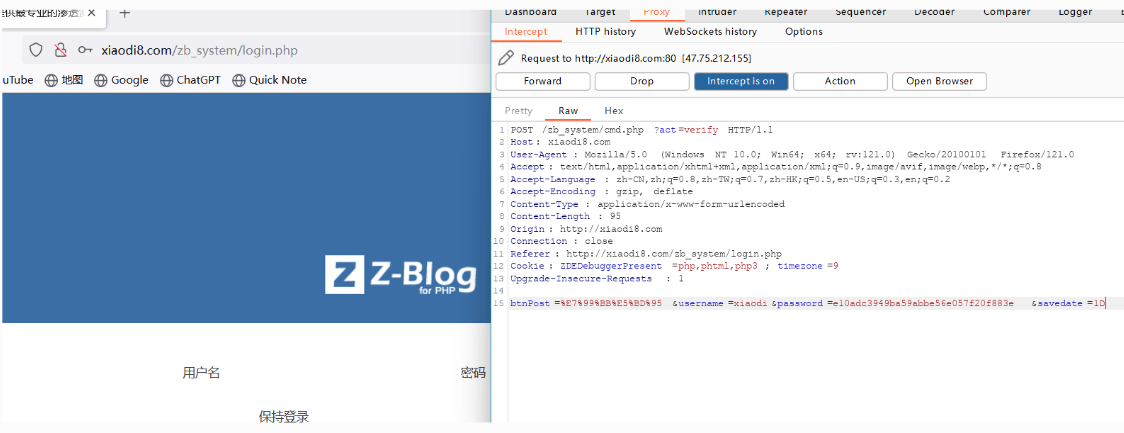 是供最专业的渗透 × +
xiaodi8.com/zb_system/login.php
uTube 地图 Google ChatGPT Quick Note
Z Z-Blog
for PHP
用户名 密码
保持登录
Dashboard Target Proxy Intruder Repeater Sequencer Decoder Comparer Logger
Intercept HTTP history WebSockets history Options
Request to http://xiaodi8.com:80 [47.75.212.155]
Forward Drop Intercept is on Action Open Browser
Pretty Raw Hex
1 POST /zb_system/cmd.php ?act=verify HTTP/1.1
2 Host: xiaodi8.com
3 User-Agent: Mozilla/5.0 (Windows NT 10.0; Win64; x64; rv:121.0) Gecko/20100101 Firefox/121.0
4 Accept: text/html,application/xhtml+xml,application/xml;q=0.9,image/avif,image/webp,*/*;q=0.8
5 Accept-Language: zh-CN,zh;q=0.8,zh-TW;q=0.7,zh-HK;q=0.5,en-US;q=0.3,en;q=0.2
6 Accept-Encoding: gzip, deflate
7 Content-Type: application/x-www-form-urlencoded
8 Content-Length: 95
9 Origin: http://xiaodi8.com
10 Connection: close
11 Referer: http://xiaodi8.com/zb_system/login.php
12 Cookie: ZDEDebuggerPresent=php,phtml,php3; timezone=9
13 Upgrade-Insecure-Requests: 1
14
15 btnPost=%E7%99%BB%E5%BD%95&username=xiaodi&password=e10adc3949ba59abbe56e057f20f883e&savedate=1D